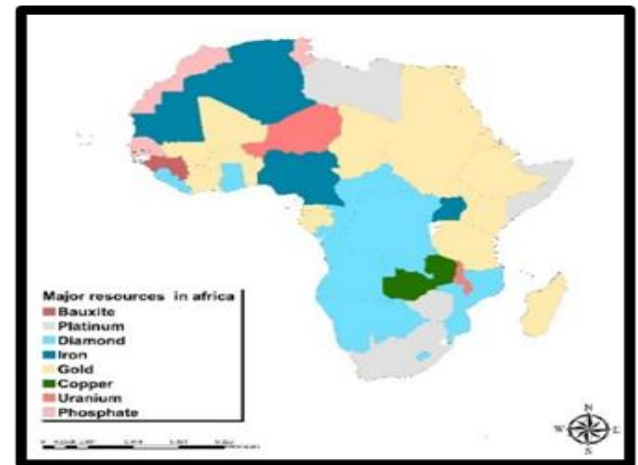 Major resources in africa
Bauxite
Platinum
Diamond
Iron
Gold
Copper
Uranium
Phosphate
N
W
E
S